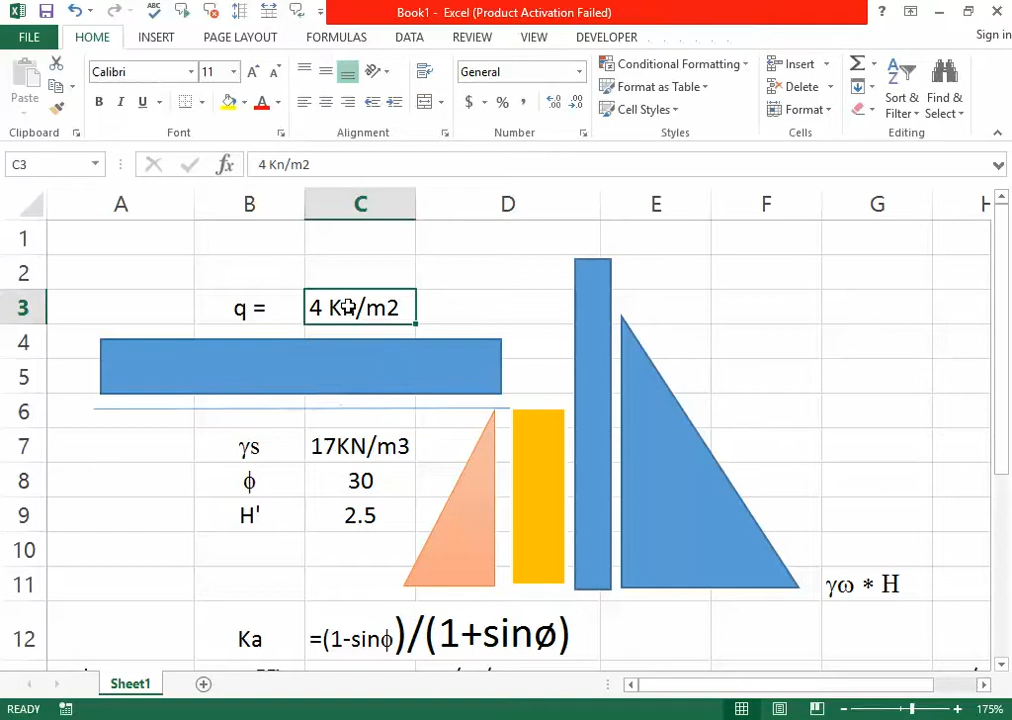 Book1 - Excel (Product Activation Failed)
Sign in
FILE HOME INSERT PAGE LAYOUT FORMULAS DATA REVIEW VIEW DEVELOPER
Calibri 11 General
Conditional Formatting Insert
Format as Table Delete
Cell Styles Format
Paste
Sort & Filter
Find & Select
Clipboard Font Alignment Number Styles Cells Editing
C3 fx 4 Kn/m2
A B C D E F G H
1
2
3 q = 4 Kn/m2
4
5
6
7 γs 17KN/m3
8 ϕ 30
9 H' 2.5
10
11 γω * H
12 Ka =(1-sinϕ)/(1+sinø)
Sheet1
READY 175%